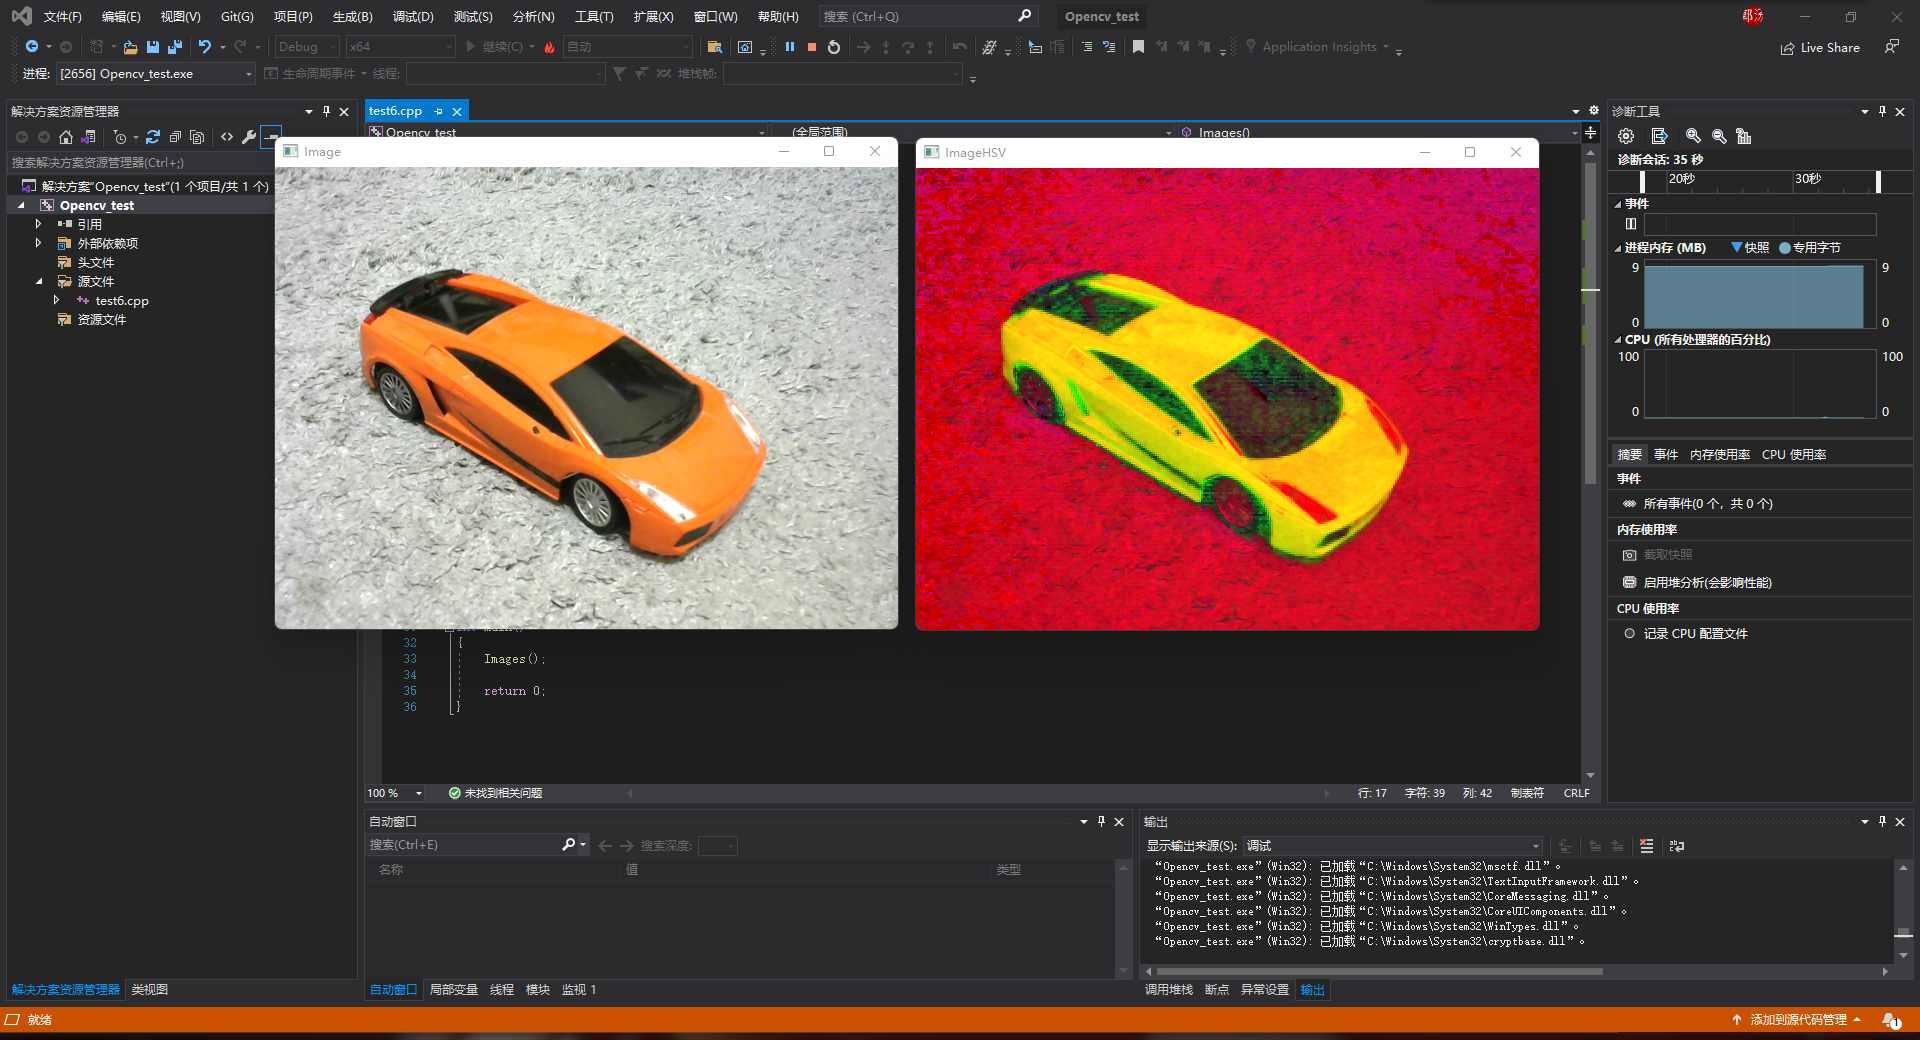 文件(F) 编辑(E) 视图(V) Git(G) 项目(P) 生成(B) 调试(D) 测试(S) 分析(N) 工具(T) 扩展(X) 窗口(W) 帮助(H) 搜索 (Ctrl+Q) Opencv_test
Debug x64 继续(C) 自动 Application Insights Live Share
进程: [2656] Opencv_test.exe 生命周期事件 线程: 堆栈帧:
解决方案资源管理器
搜索解决方案资源管理器(Ctrl+;)
解决方案"Opencv_test"(1 个项目/共 1 个)
Opencv_test
引用
外部依赖项
头文件
源文件
test6.cpp
资源文件
解决方案资源管理器 类视图
test6.cpp
Opencv_test (全局范围) Images()
Image
ImageHSV
32 {
33 Images();
34
35 return 0;
36 }
100 % 未找到相关问题 行: 17 字符: 39 列: 42 制表符 CRLF
自动窗口
搜索(Ctrl+E) 搜索深度:
名称 值 类型
自动窗口 局部变量 线程 模块 监视 1
输出
显示输出来源(S): 调试
“Opencv_test.exe”(Win32): 已加载“C:\Windows\System32\msctf.dll”。
“Opencv_test.exe”(Win32): 已加载“C:\Windows\System32\TextInputFramework.dll”。
“Opencv_test.exe”(Win32): 已加载“C:\Windows\System32\CoreMessaging.dll”。
“Opencv_test.exe”(Win32): 已加载“C:\Windows\System32\CoreUIComponents.dll”。
“Opencv_test.exe”(Win32): 已加载“C:\Windows\System32\WinTypes.dll”。
“Opencv_test.exe”(Win32): 已加载“C:\Windows\System32\cryptbase.dll”。
调用堆栈 断点 异常设置 输出
诊断工具
诊断会话: 35 秒
20秒 30秒
事件
进程内存 (MB) 快照 专用字节
9 9
0 0
CPU (所有处理器的百分比)
100 100
0 0
摘要 事件 内存使用率 CPU 使用率
事件
所有事件(0 个，共 0 个)
内存使用率
截取快照
启用堆分析(会影响性能)
CPU 使用率
记录 CPU 配置文件
就绪 添加到源代码管理 1